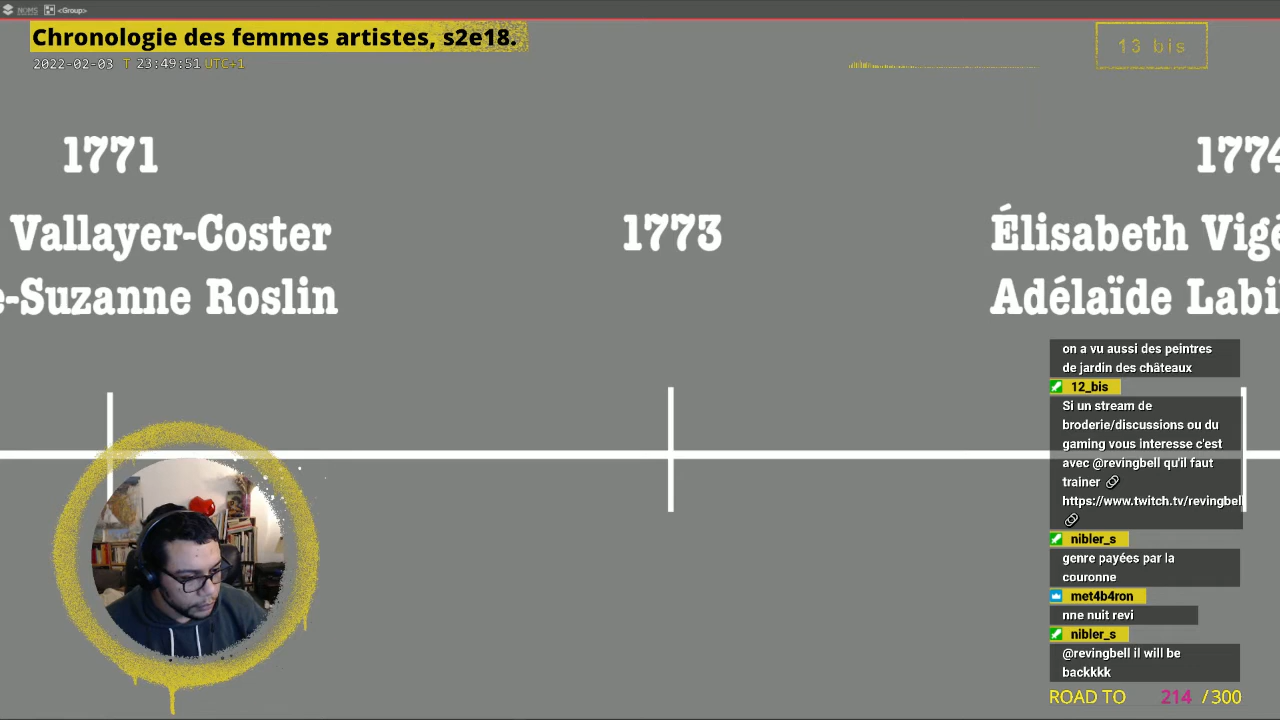 NOMS <Group>
Chronologie des femmes artistes, s2e18.
2022-02-03 T 23:49:51 UTC+1
13 bis
1771
Vallayer-Coster
e-Suzanne Roslin
1773
1774
Élisabeth Vigé
Adélaïde Labil
on a vu aussi des peintres
de jardin des châteaux
12_bis
Si un stream de
broderie/discussions ou du
gaming vous interesse c'est
avec @revingbell qu'il faut
trainer
https://www.twitch.tv/revingbell
nibler_s
genre payées par la
couronne
met4b4ron
nne nuit revi
nibler_s
@revingbell il will be
backkkk
ROAD TO 214 / 300